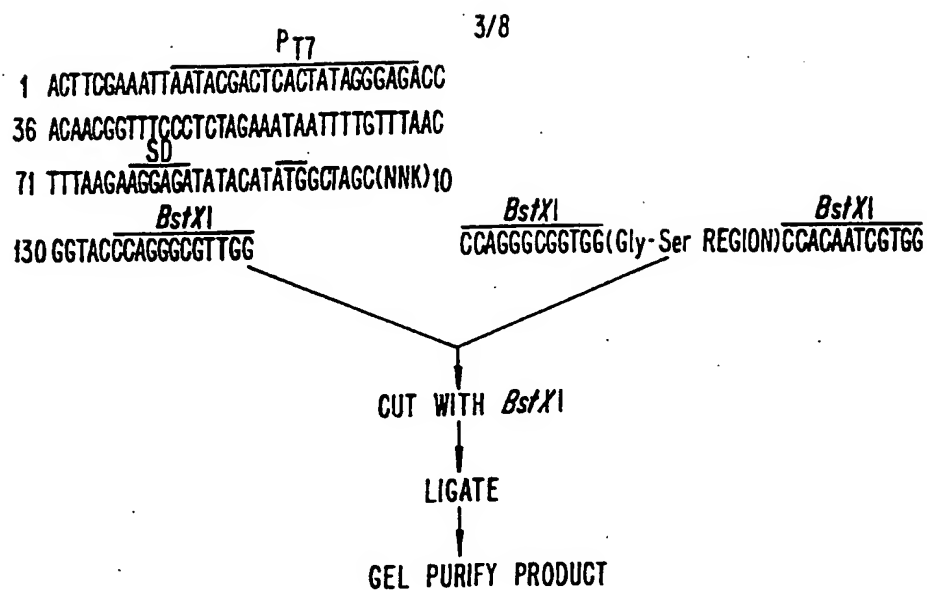 3/8
P T7
1 ACTTCGAAATTAATACGACTCACTATAGGGAGACC
36 ACAACGGTTTCCCTCTAGAAATAATTTTGTTTAAC
SD
71 TTTAAGAAGGAGATATACATATGGCTAGC(NNK)10
BstXI
130 GGTACCCAGGGCGTTGG
BstXI BstXI
CCAGGGCGGTGG(Gly-Ser REGION)CCACAATCGTGG
CUT WITH BstXI
LIGATE
GEL PURIFY PRODUCT